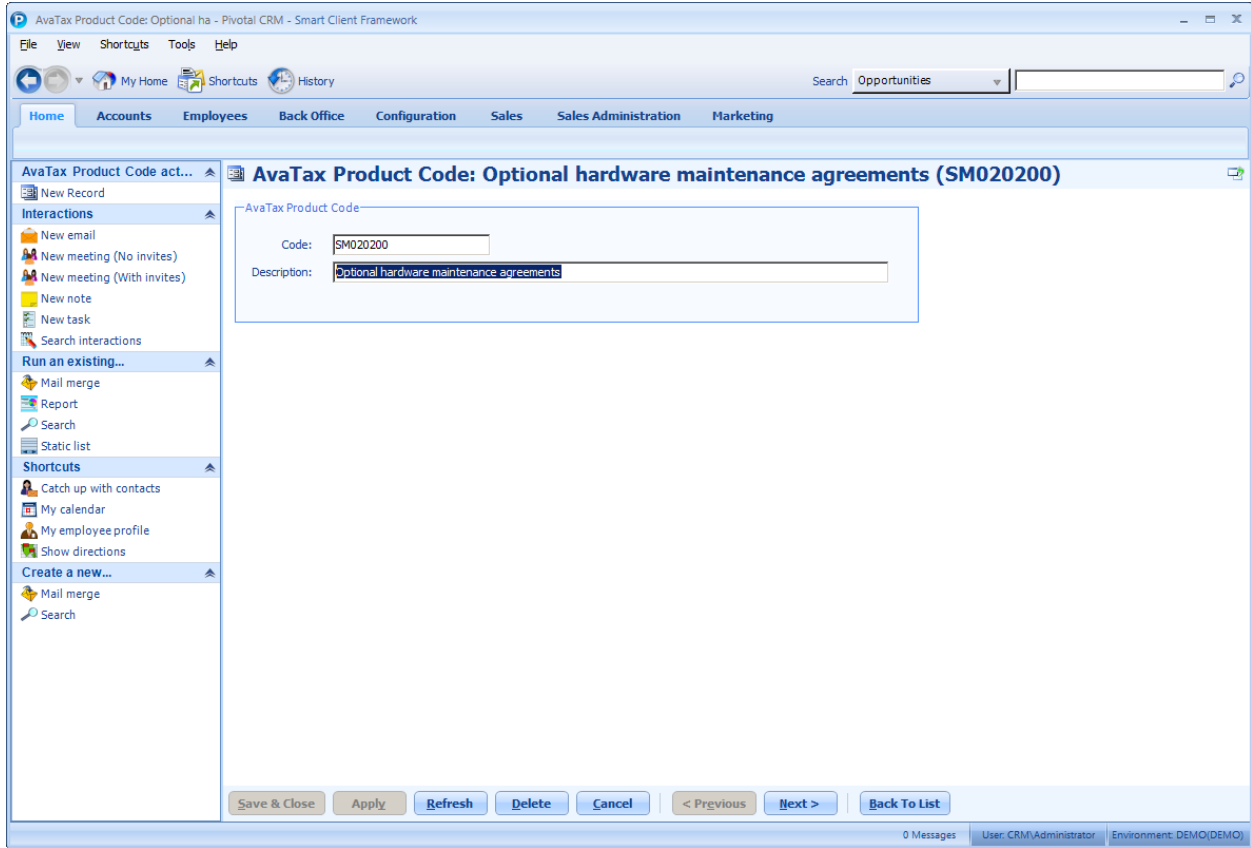 AvaTax Product Code: Optional ha - Pivotal CRM - Smart Client Framework
File View Shortcuts Tools Help
My Home Shortcuts History Search Opportunities
Home Accounts Employees Back Office Configuration Sales Sales Administration Marketing
AvaTax Product Code act...
New Record
Interactions
New email
New meeting (No invites)
New meeting (With invites)
New note
New task
Search interactions
Run an existing...
Mail merge
Report
Search
Static list
Shortcuts
Catch up with contacts
My calendar
My employee profile
Show directions
Create a new...
Mail merge
Search
AvaTax Product Code: Optional hardware maintenance agreements (SM020200)
AvaTax Product Code
Code: SM020200
Description: Optional hardware maintenance agreements
Save & Close Apply Refresh Delete Cancel < Previous Next > Back To List
0 Messages User: CRM\Administrator Environment: DEMO(DEMO)